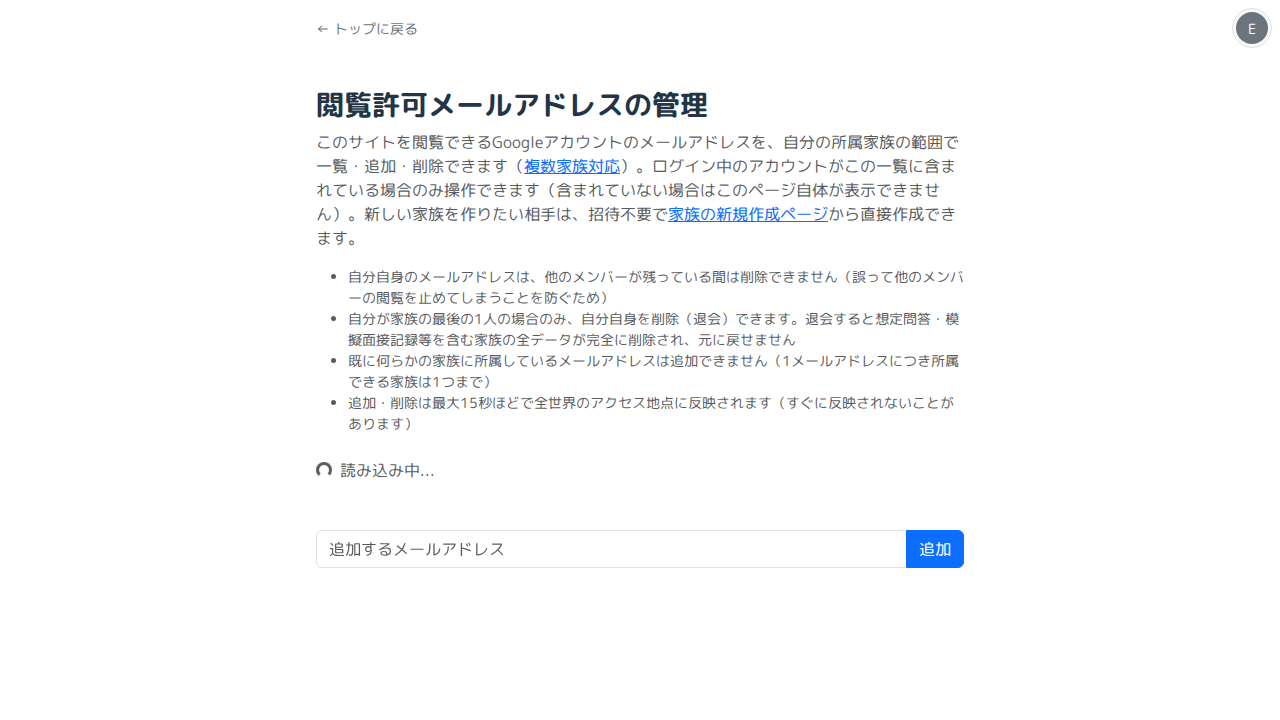 ← トップに戻る
E
閲覧許可メールアドレスの管理
このサイトを閲覧できるGoogleアカウントのメールアドレスを、自分の所属家族の範囲で
一覧・追加・削除できます（複数家族対応）。ログイン中のアカウントがこの一覧に含ま
れている場合のみ操作できます（含まれていない場合はこのページ自体が表示できませ
ん）。新しい家族を作りたい相手は、招待不要で家族の新規作成ページから直接作成でき
ます。
自分自身のメールアドレスは、他のメンバーが残っている間は削除できません（誤って他のメンバ
ーの閲覧を止めてしまうことを防ぐため）
自分が家族の最後の1人の場合のみ、自分自身を削除（退会）できます。退会すると想定問答・模
擬面接記録等を含む家族の全データが完全に削除され、元に戻せません
既に何らかの家族に所属しているメールアドレスは追加できません（1メールアドレスにつき所属
できる家族は1つまで）
追加・削除は最大15秒ほどで全世界のアクセス地点に反映されます（すぐに反映されないことが
あります）
読み込み中...
追加するメールアドレス
追加